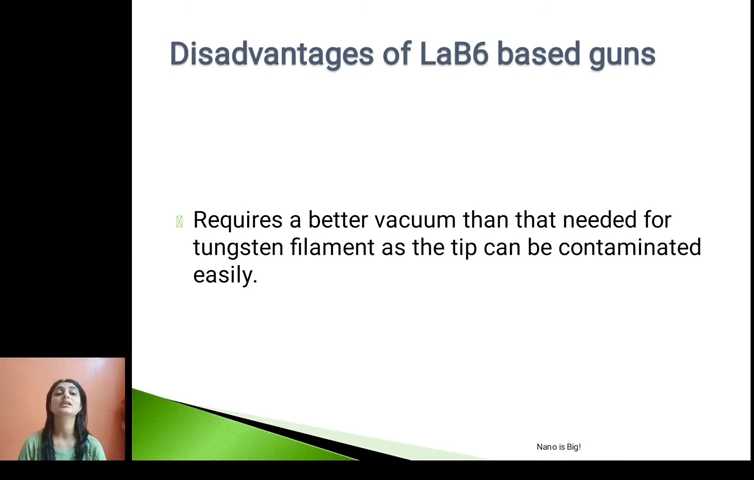 Disadvantages of LaB6 based guns
Requires a better vacuum than that needed for
tungsten filament as the tip can be contaminated
easily.
Nano is Big!